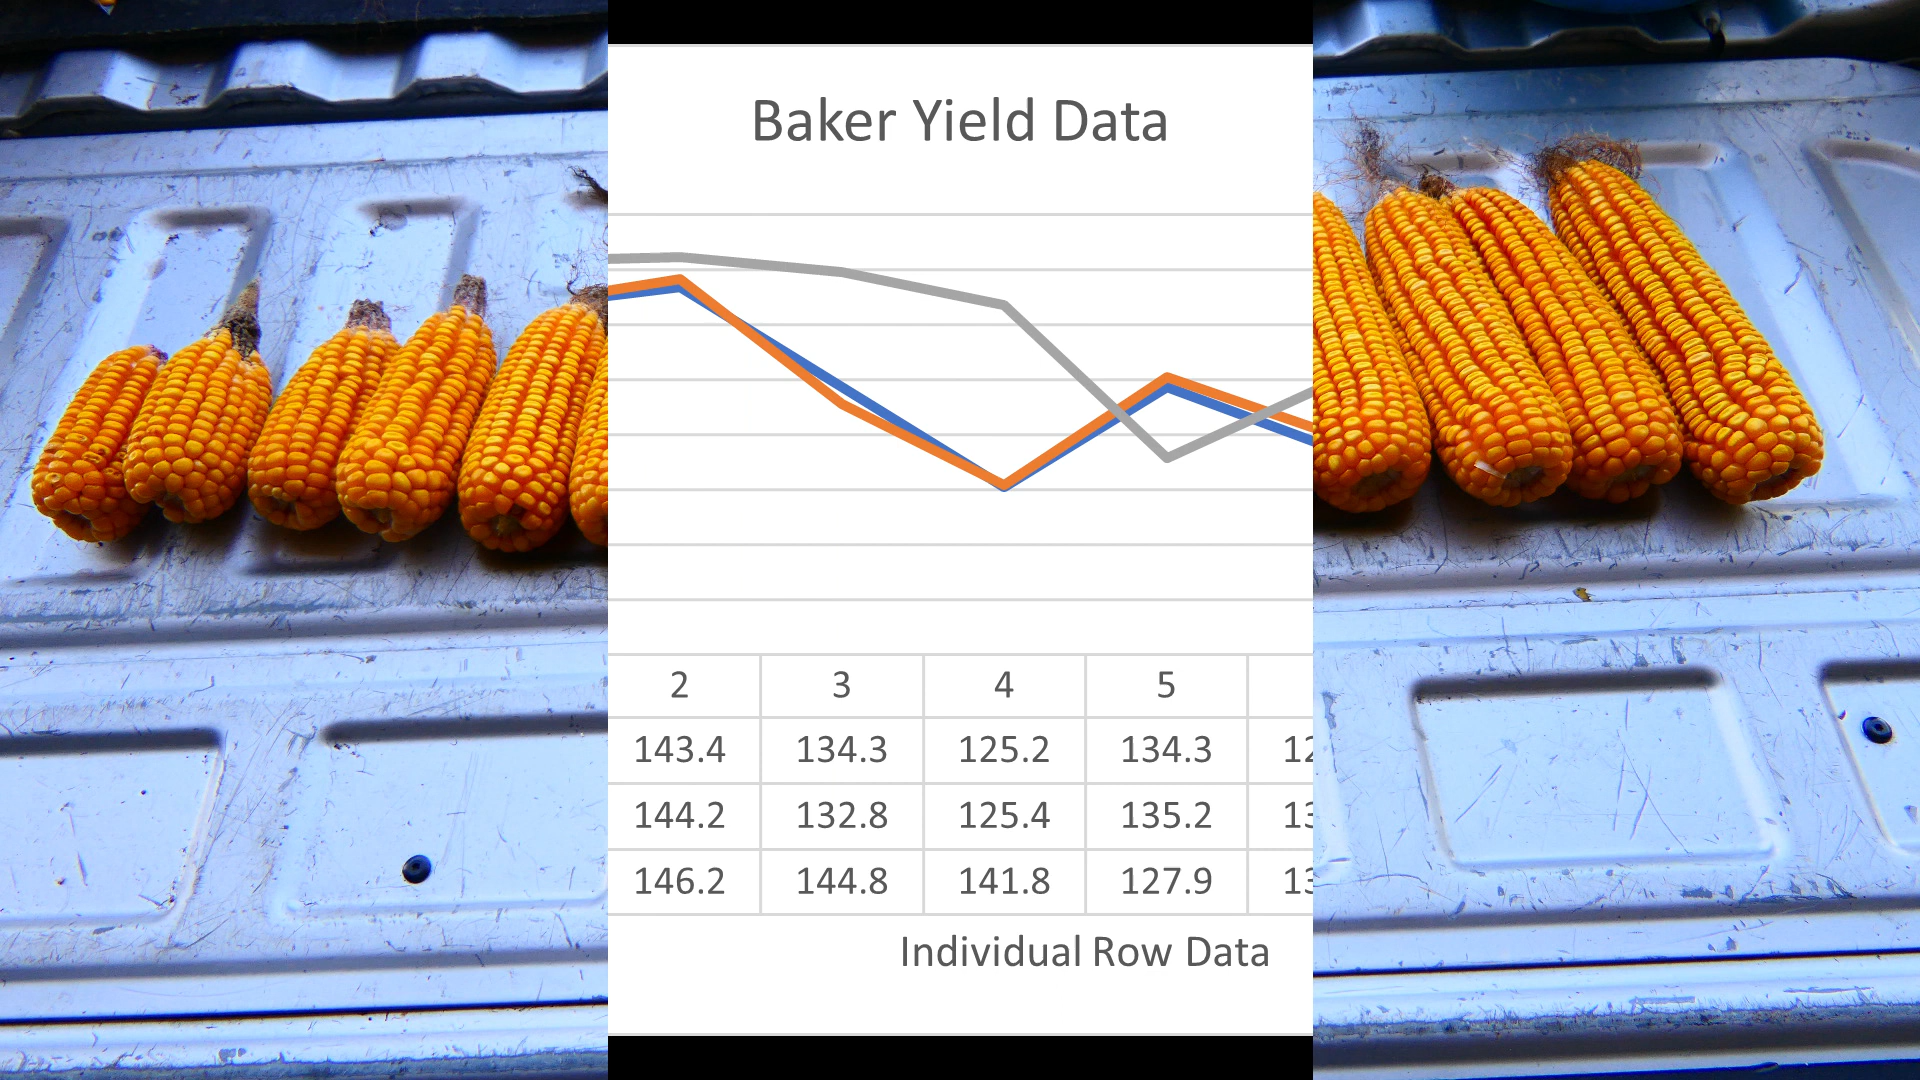 Baker Yield Data
2 3 4 5
143.4 134.3 125.2 134.3
144.2 132.8 125.4 135.2
146.2 144.8 141.8 127.9
Individual Row Data